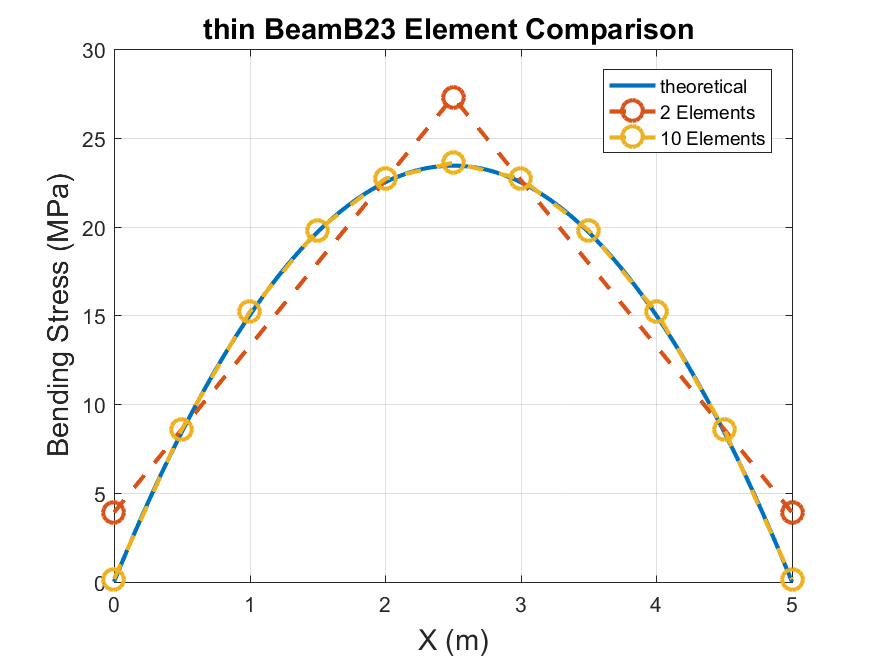 thin BeamB23 Element Comparison
30
25
20
15
10
5
0
Bending Stress (MPa)
theoretical
2 Elements
10 Elements
0 1 2 3 4 5
X (m)